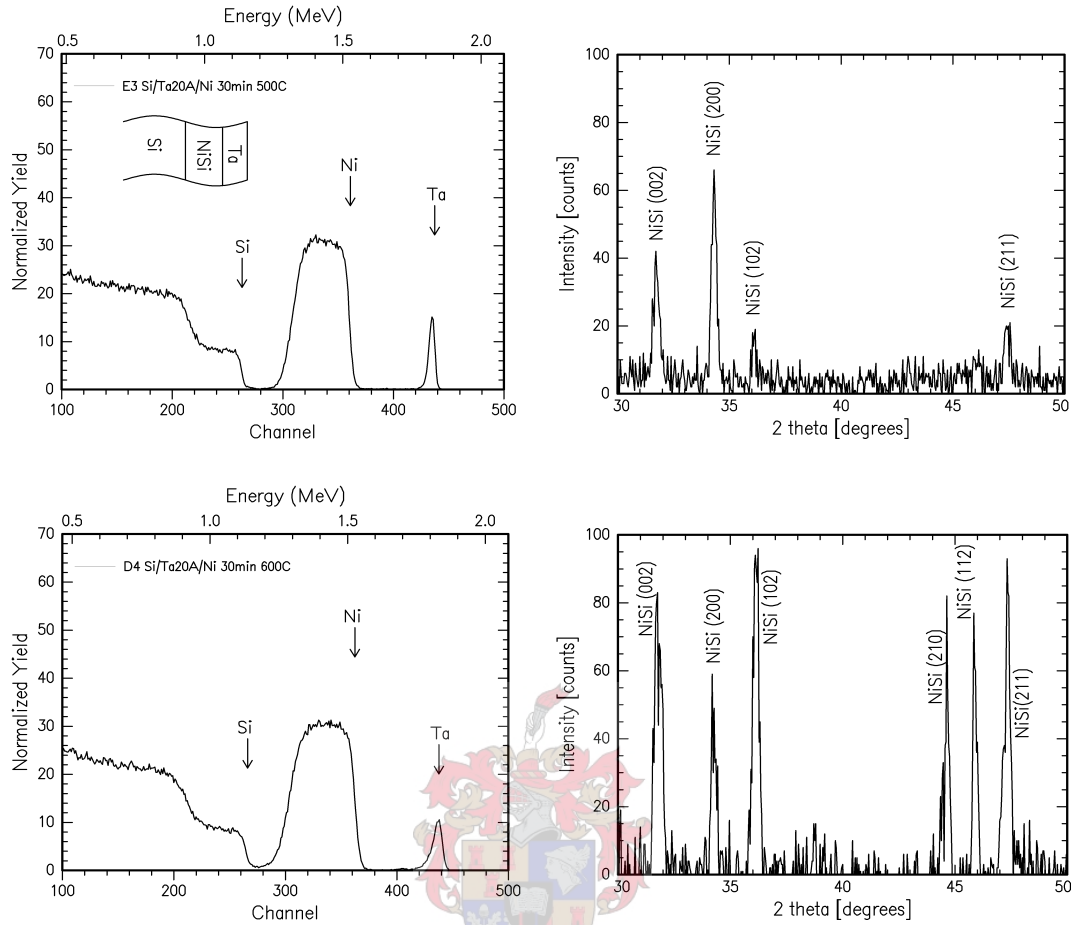 Energy (MeV)
0.5 1.0 1.5 2.0
70
60
50
40
30
20
10
0
Normalized Yield
E3 Si/Ta20A/Ni 30min 500C
Si
NiSi
Ta
Si
Ni
Ta
100 200 300 400 500
Channel
100
80
60
40
20
0
Intensity [counts]
NiSi (002)
NiSi (200)
NiSi (102)
NiSi (211)
30 35 40 45 50
2 theta [degrees]
Energy (MeV)
0.5 1.0 1.5 2.0
70
60
50
40
30
20
10
0
Normalized Yield
D4 Si/Ta20A/Ni 30min 600C
Si
Ni
Ta
100 200 300 400 500
Channel
100
80
60
40
20
0
Intensity [counts]
NiSi (002)
NiSi (200)
NiSi (102)
NiSi (210)
NiSi (112)
NiSi(211)
30 35 40 45 50
2 theta [degrees]